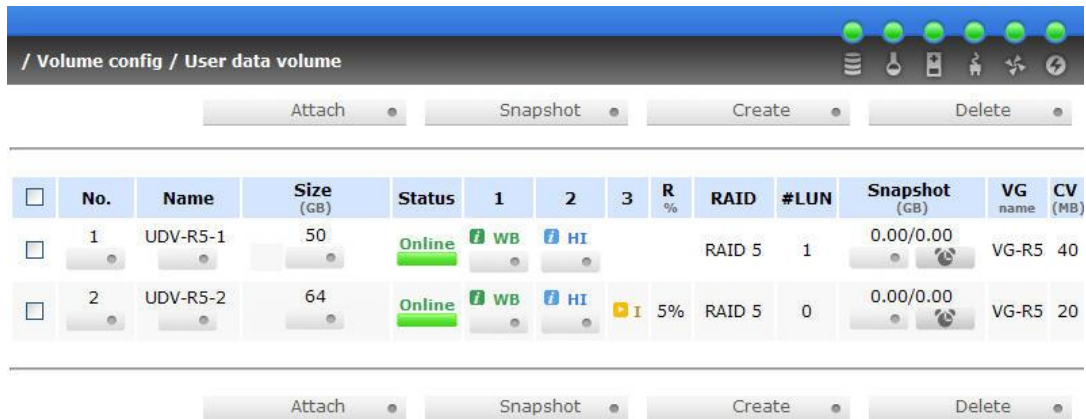 / Volume config / User data volume
Attach Snapshot Create Delete
No. Name Size (GB) Status 1 2 3 R % RAID #LUN Snapshot (GB) VG name CV (MB)
1 UDV-R5-1 50 Online i WB i HI RAID 5 1 0.00/0.00 VG-R5 40
2 UDV-R5-2 64 Online i WB i HI I 5% RAID 5 0 0.00/0.00 VG-R5 20
Attach Snapshot Create Delete